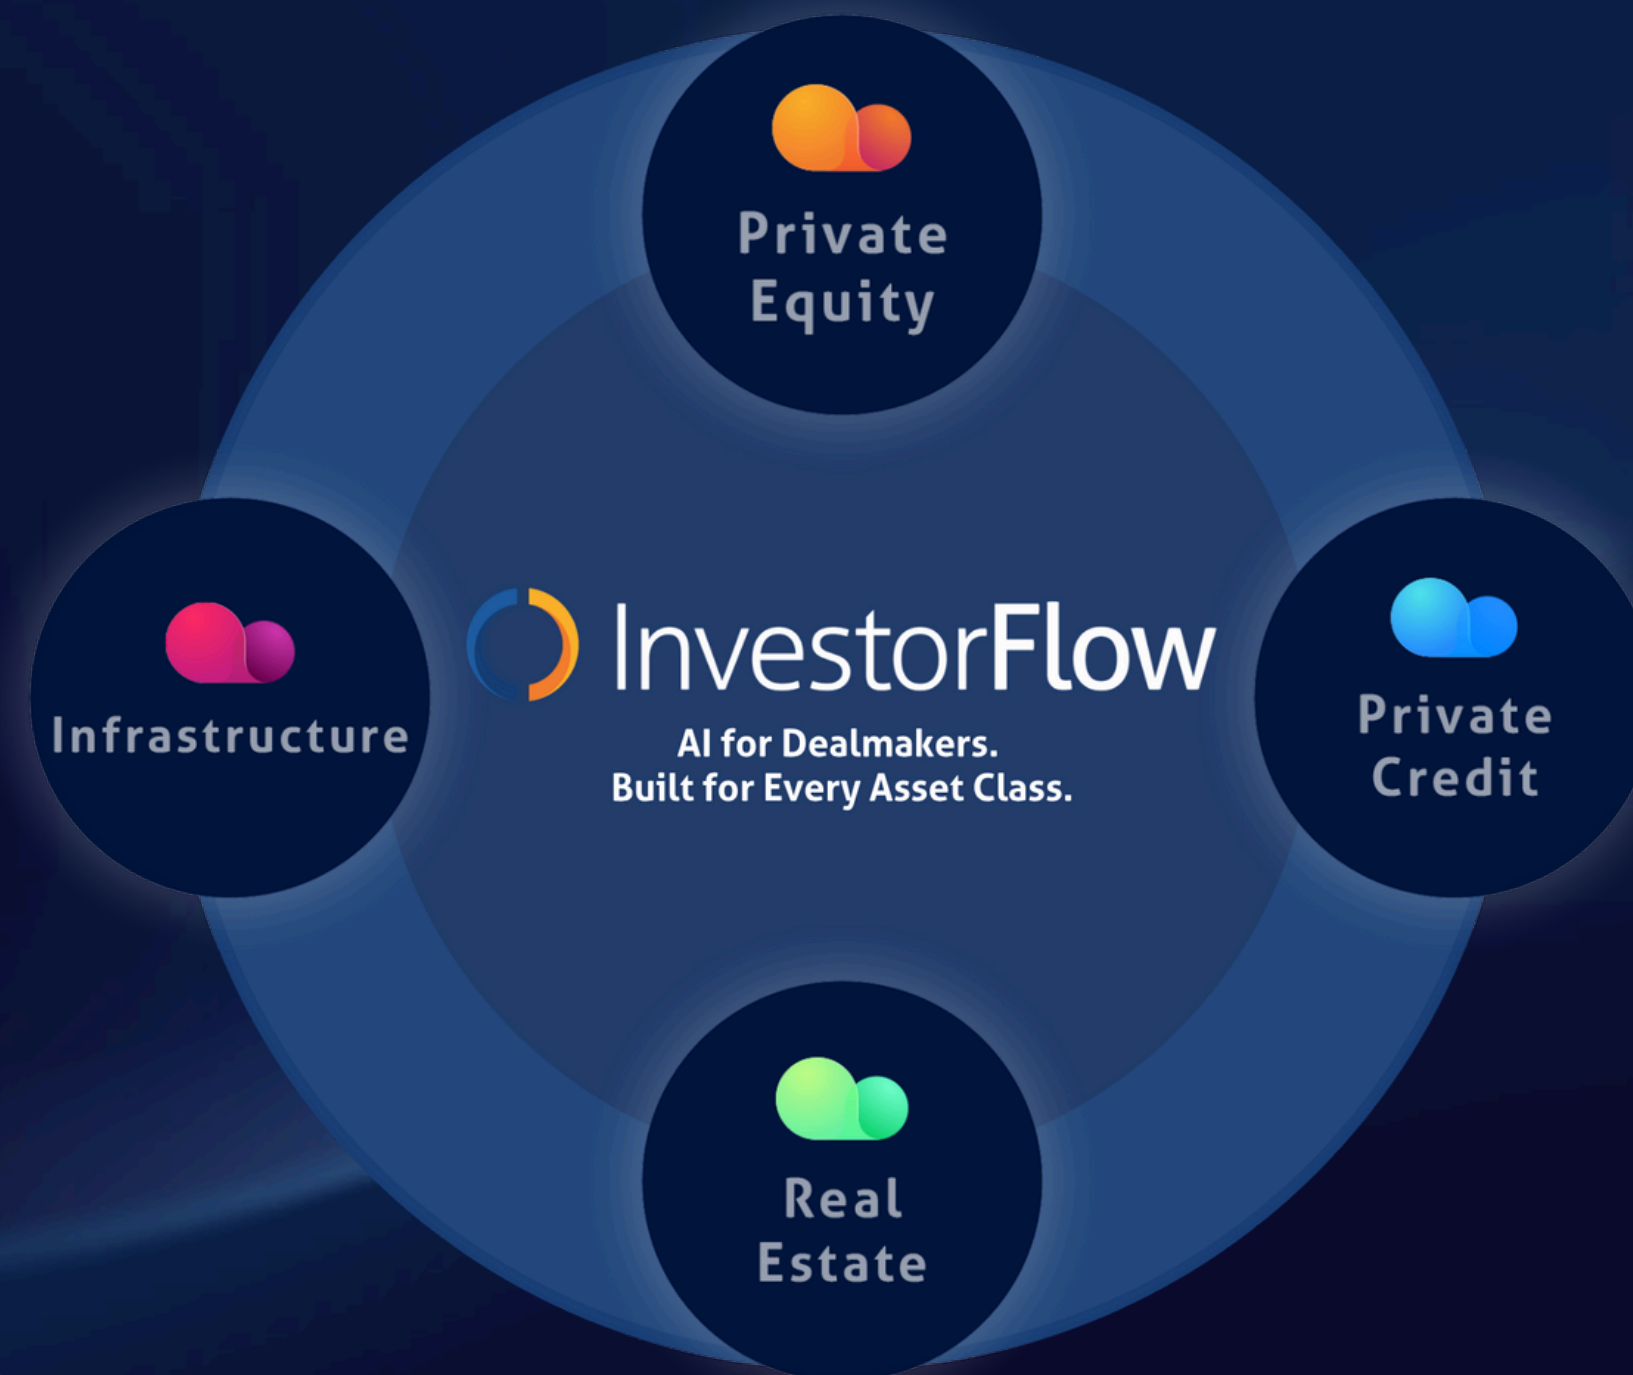 Private
Equity
Infrastructure
InvestorFlow
AI for Dealmakers.
Built for Every Asset Class.
Private
Credit
Real
Estate